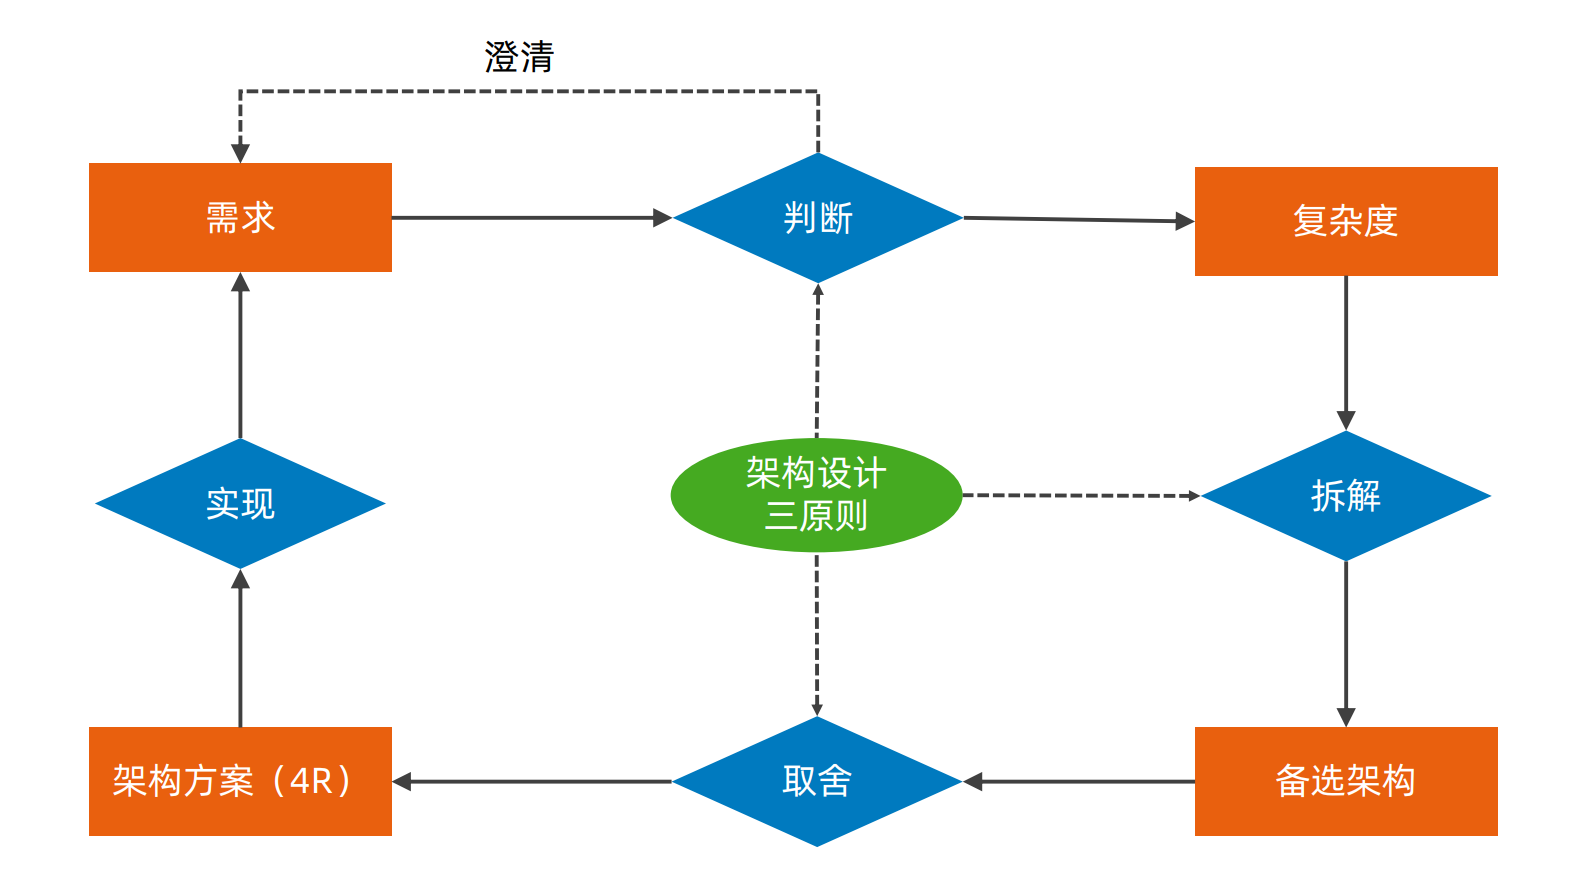 澄清
需求
判断
复杂度
实现
架构设计
三原则
拆解
架构方案（4R）
取舍
备选架构